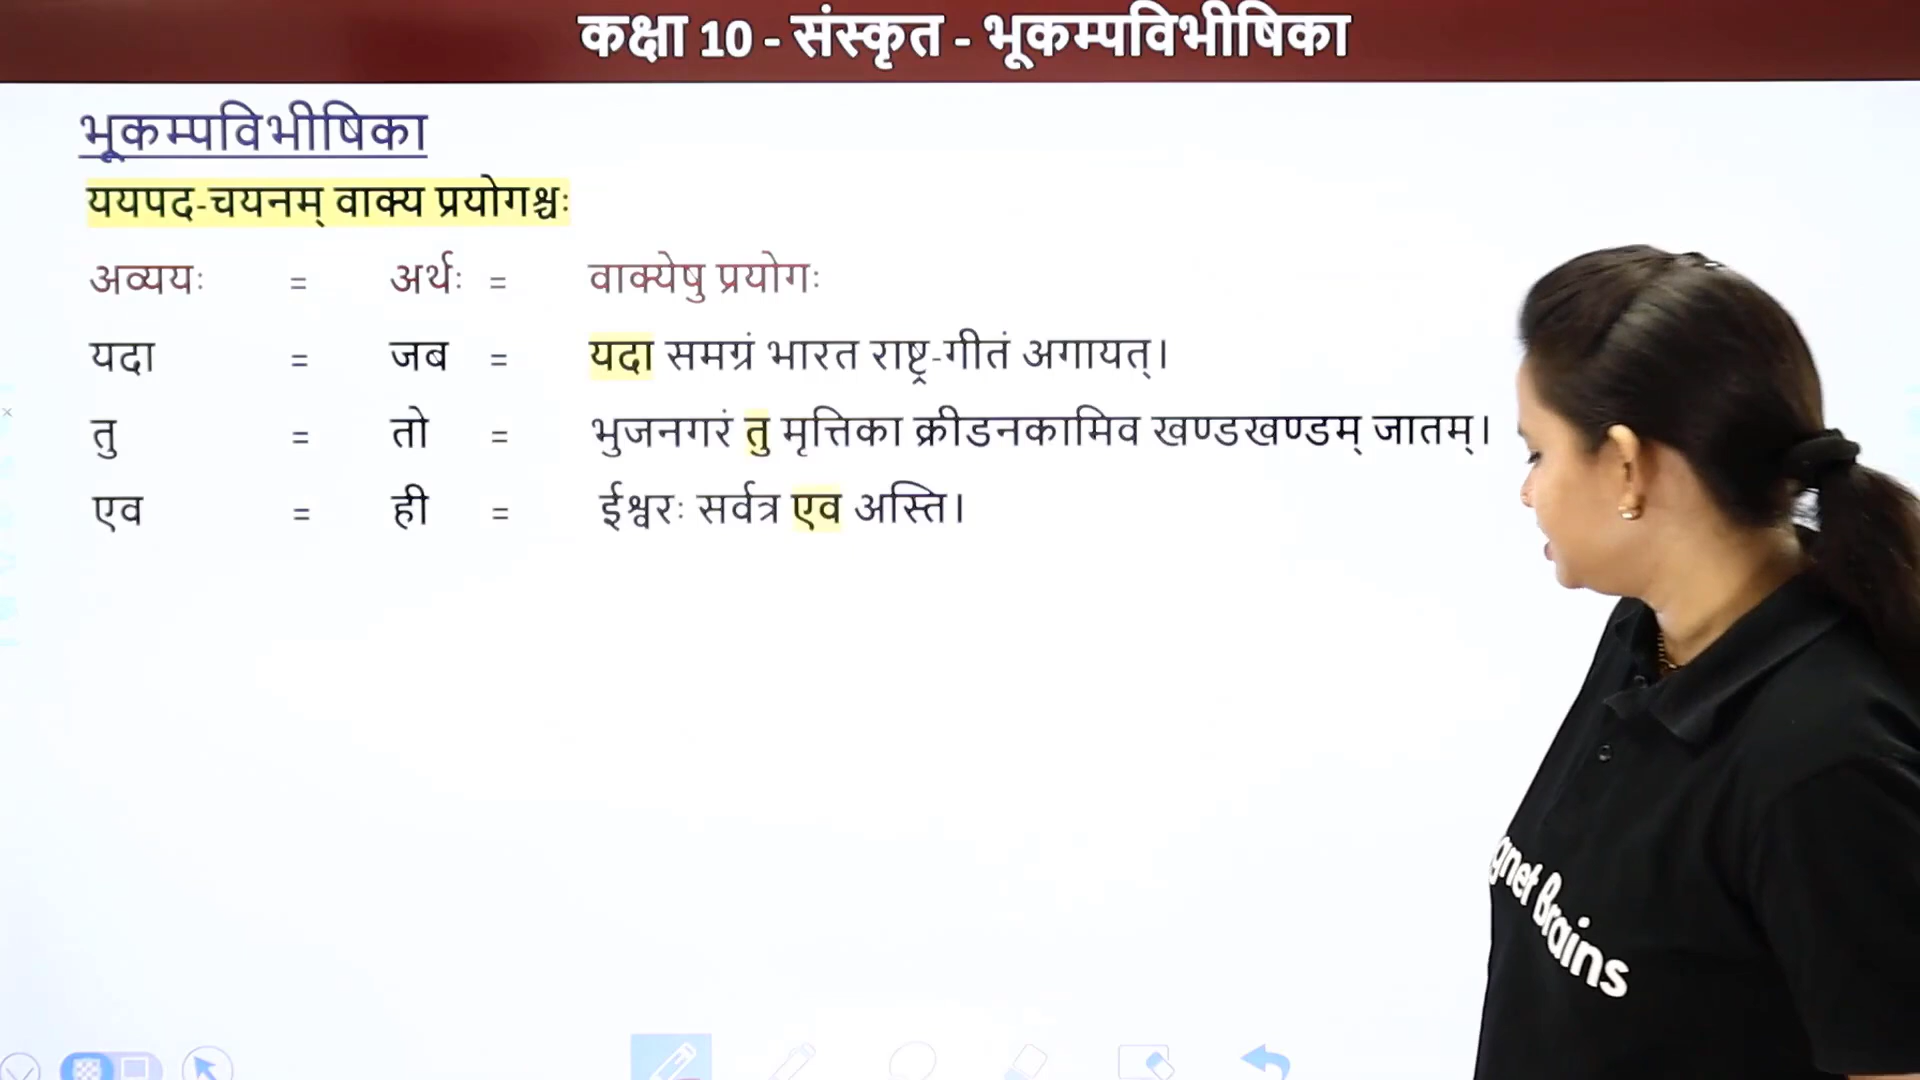 कक्षा 10 - संस्कृत - भूकम्पविभीषिका
भूकम्पविभीषिका
ययपद-चयनम् वाक्य प्रयोगश्चः
अव्ययः = अर्थः = वाक्येषु प्रयोगः
यदा = जब = यदा समग्रं भारत राष्ट्र-गीतं अगायत्।
तु = तो = भुजनगरं तु मृत्तिका क्रीडनकामिव खण्डखण्डम् जातम्।
एव = ही = ईश्वरः सर्वत्र एव अस्ति।
gnet Brains